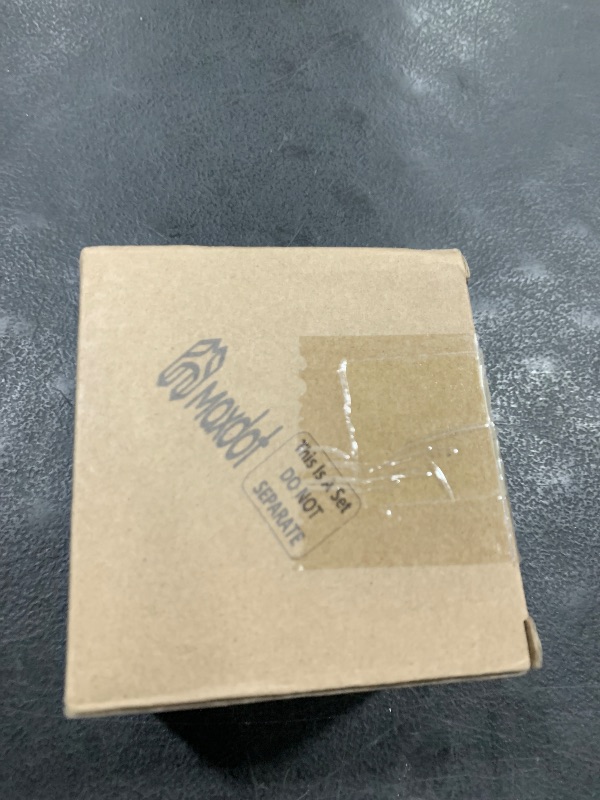 Maxdot
This Is A Set
DO NOT
SEPARATE